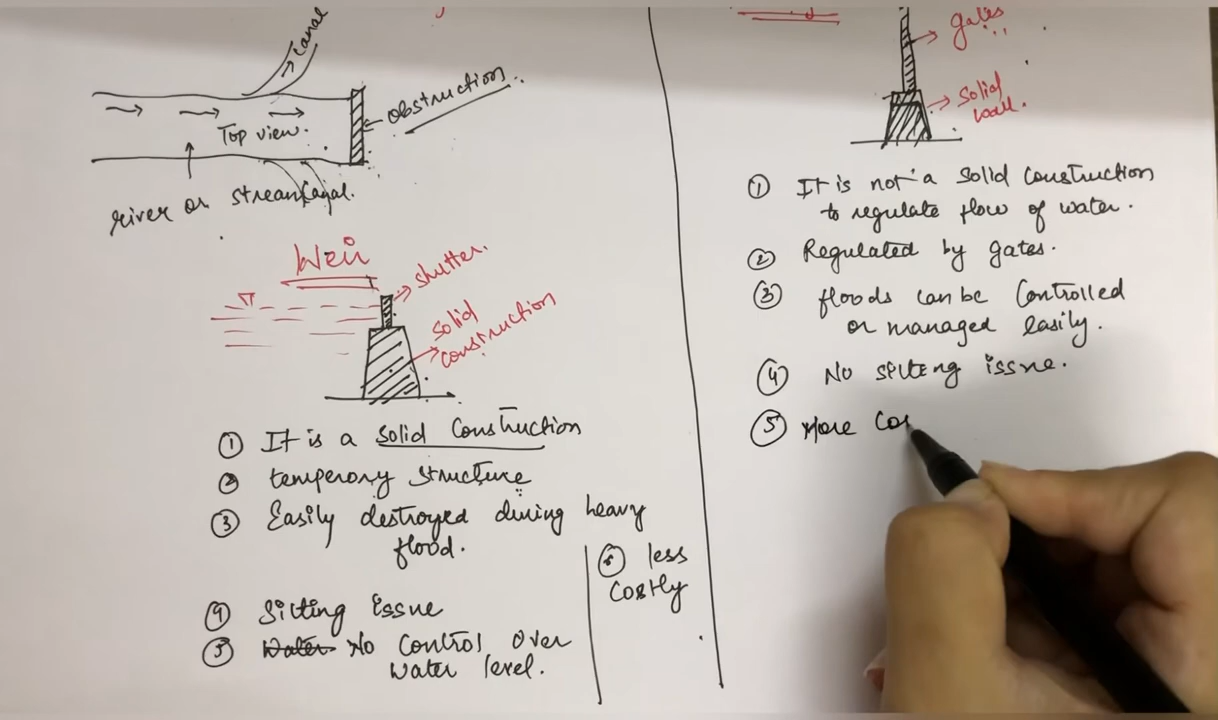 canal
obstruction.
Top view.
river or stream canal.
Weir
shutter.
solid
construction
① It is a solid Construction
② temperory structure
③ Easily destroyed during heavy
flood.
④ Silting Essue
⑤ Water No Control Over
Water level.
⑥ less
Costly
gates
solid
wall.
① It is not a solid construction
to regulate flow of water.
② Regulated by gates.
③ floods can be Controlled
or managed easily.
④ No silting issue.
⑤ More Cos